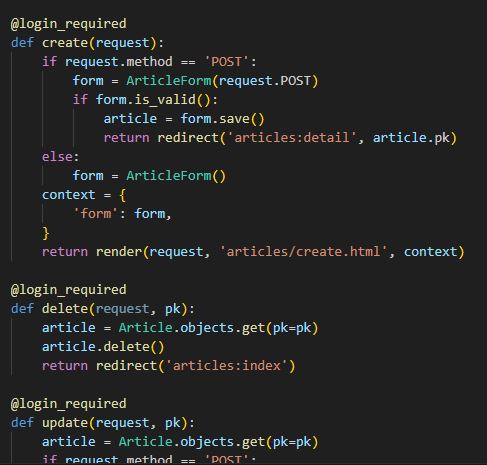 @login_required
def create(request):
    if request.method == 'POST':
        form = ArticleForm(request.POST)
        if form.is_valid():
            article = form.save()
            return redirect('articles:detail', article.pk)
    else:
        form = ArticleForm()
    context = {
        'form': form,
    }
    return render(request, 'articles/create.html', context)
@login_required
def delete(request, pk):
    article = Article.objects.get(pk=pk)
    article.delete()
    return redirect('articles:index')
@login_required
def update(request, pk):
    article = Article.objects.get(pk=pk)
    if request.method == 'POST':